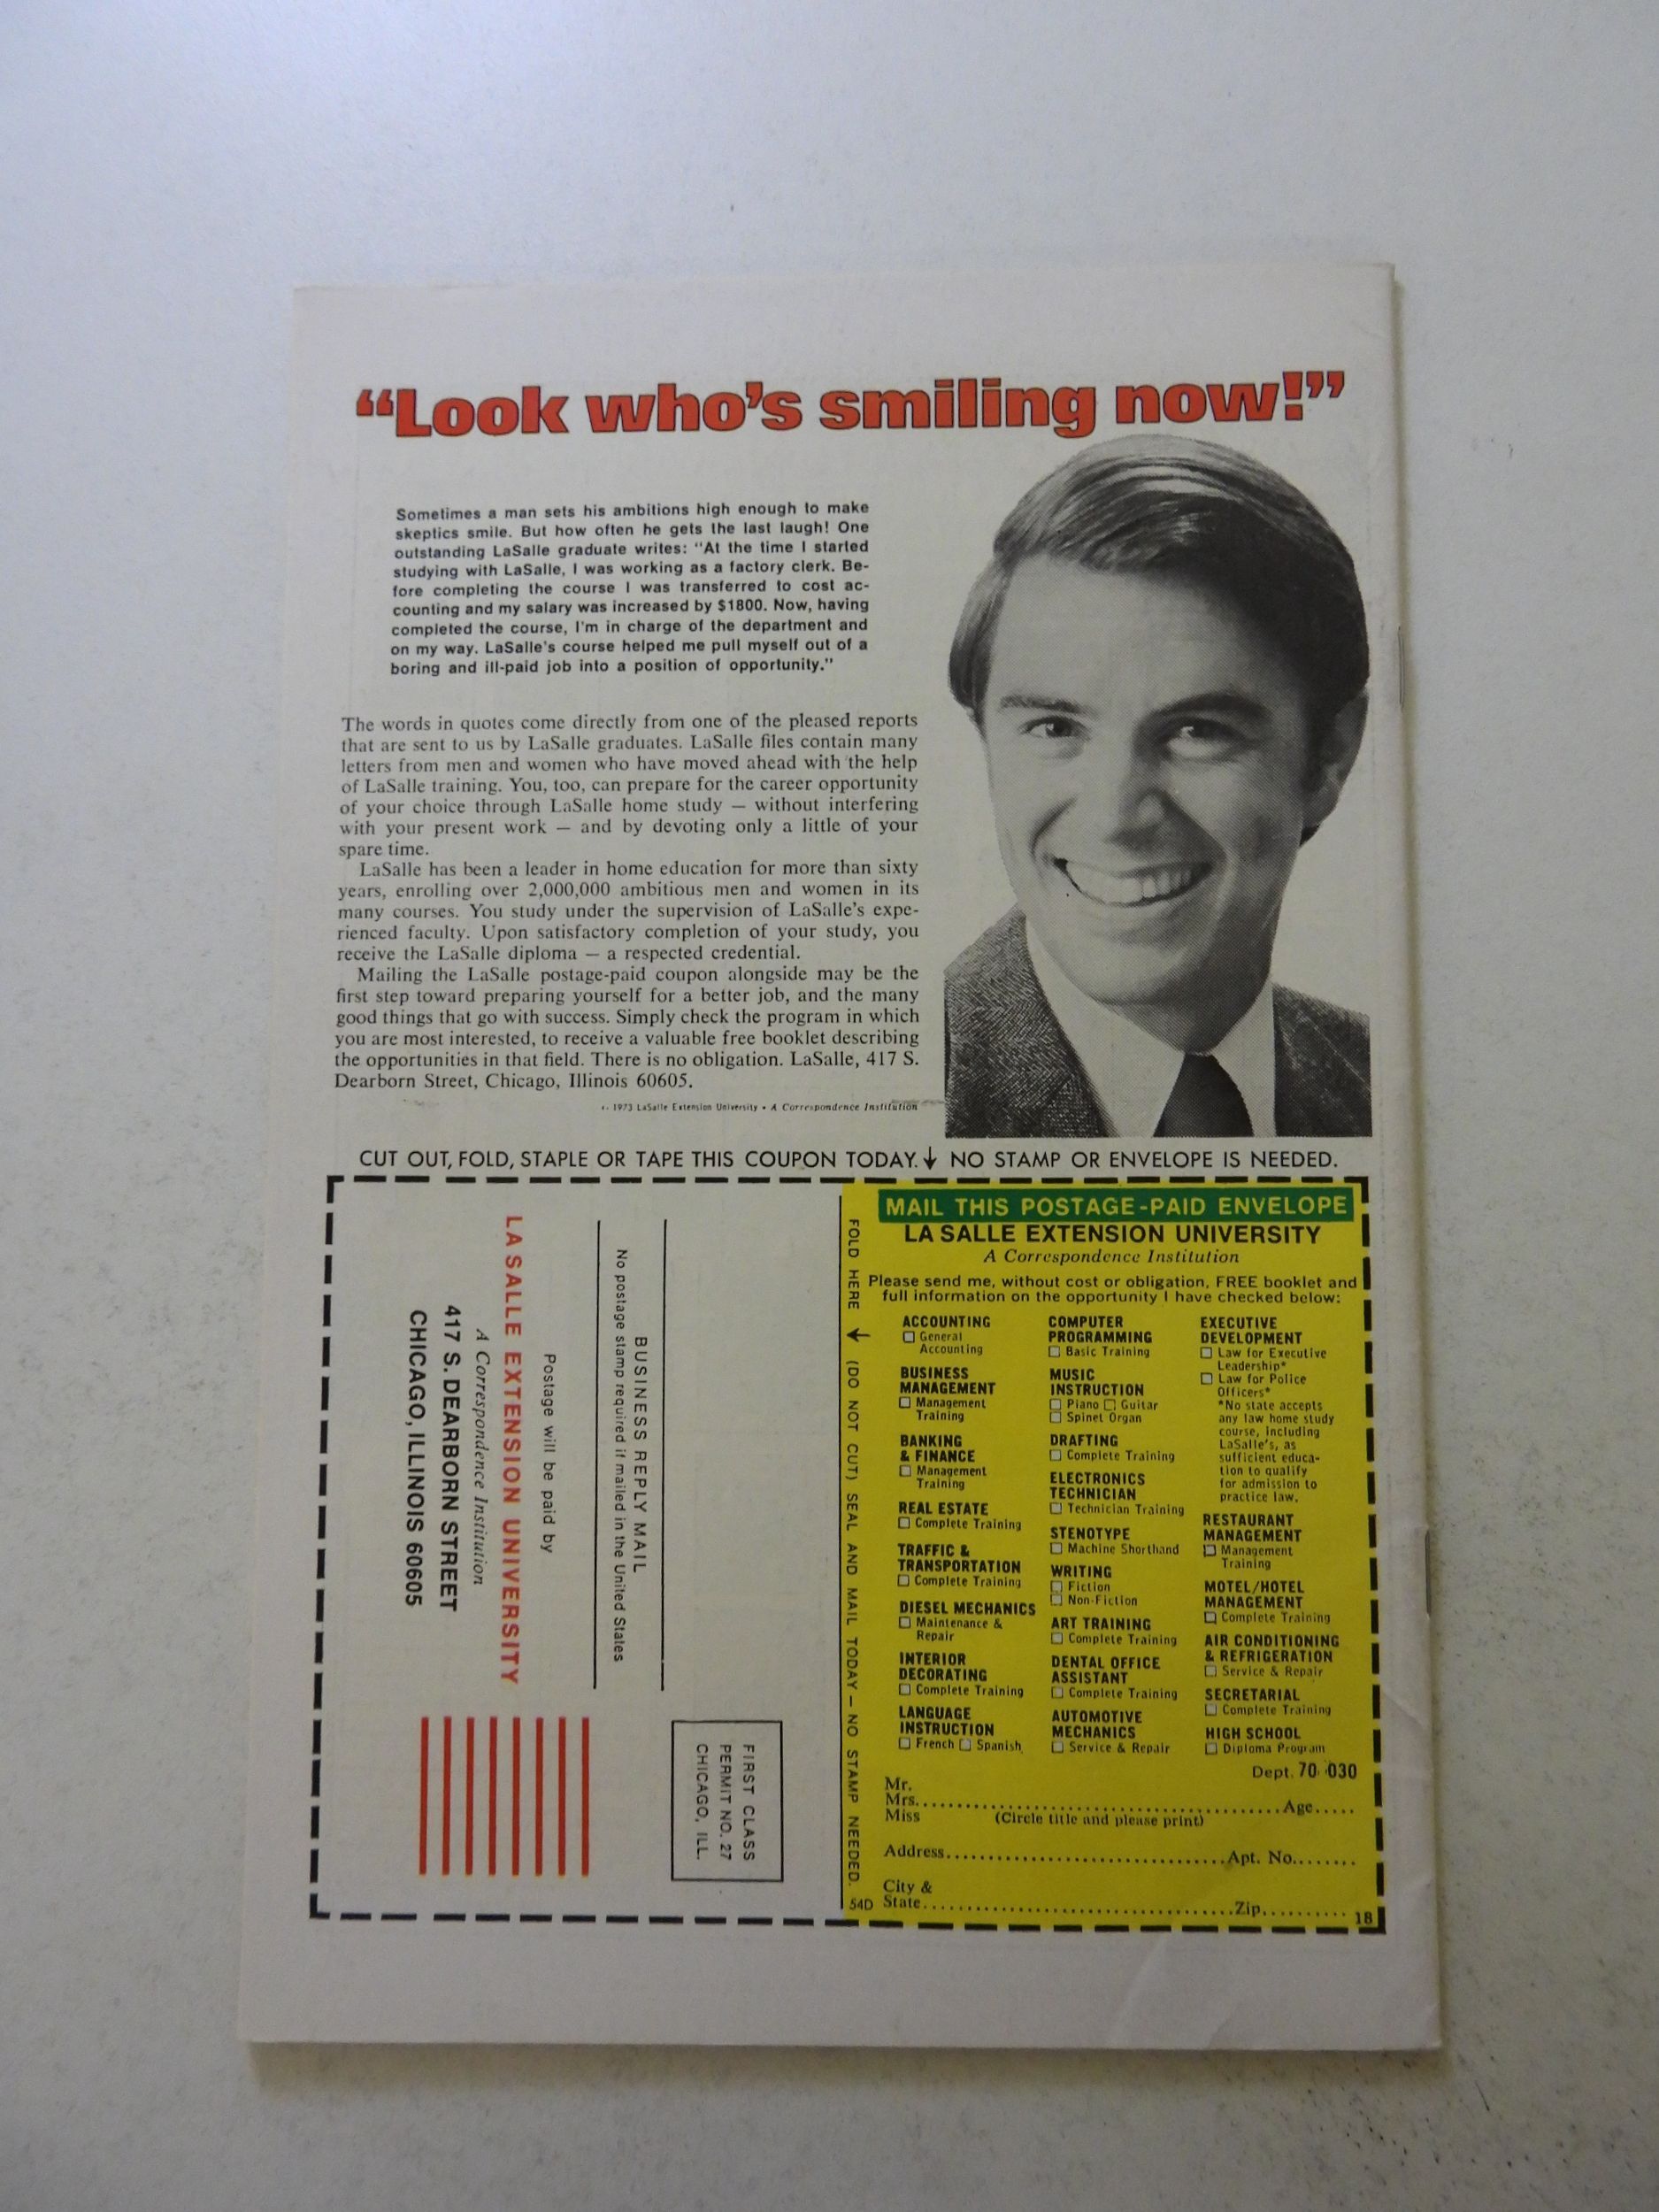 “Look who’s smiling now!”
Sometimes a man sets his ambitions high enough to make
skeptics smile. But how often he gets the last laugh! One
outstanding LaSalle graduate writes: "At the time I started
studying with LaSalle, I was working as a factory clerk. Be-
fore completing the course I was transferred to cost ac-
counting and my salary was increased by $1800. Now, having
completed the course, I'm in charge of the department and
on my way. LaSalle's course helped me pull myself out of a
boring and ill-paid job into a position of opportunity."
The words in quotes come directly from one of the pleased reports
that are sent to us by LaSalle graduates. LaSalle files contain many
letters from men and women who have moved ahead with the help
of LaSalle training. You, too, can prepare for the career opportunity
of your choice through LaSalle home study — without interfering
with your present work — and by devoting only a little of your
spare time.
LaSalle has been a leader in home education for more than sixty
years, enrolling over 2,000,000 ambitious men and women in its
many courses. You study under the supervision of LaSalle's expe-
rienced faculty. Upon satisfactory completion of your study, you
receive the LaSalle diploma — a respected credential.
Mailing the LaSalle postage-paid coupon alongside may be the
first step toward preparing yourself for a better job, and the many
good things that go with success. Simply check the program in which
you are most interested, to receive a valuable free booklet describing
the opportunities in that field. There is no obligation. LaSalle, 417 S.
Dearborn Street, Chicago, Illinois 60605.
1973 LaSalle Extension University • A Correspondence Institution
CUT OUT, FOLD, STAPLE OR TAPE THIS COUPON TODAY. ↓ NO STAMP OR ENVELOPE IS NEEDED.
FIRST CLASS
PERMIT NO. 27
CHICAGO, ILL.
BUSINESS REPLY MAIL
No postage stamp required if mailed in the United States
Postage will be paid by
LA SALLE EXTENSION UNIVERSITY
A Correspondence Institution
417 S. DEARBORN STREET
CHICAGO, ILLINOIS 60605
FOLD HERE → (DO NOT CUT) SEAL AND MAIL TODAY — NO STAMP NEEDED.
54D
MAIL THIS POSTAGE-PAID ENVELOPE
LA SALLE EXTENSION UNIVERSITY
A Correspondence Institution
Please send me, without cost or obligation, FREE booklet and
full information on the opportunity I have checked below:
ACCOUNTING
☐ General
Accounting
BUSINESS
MANAGEMENT
☐ Management
Training
BANKING
& FINANCE
☐ Management
Training
REAL ESTATE
☐ Complete Training
TRAFFIC &
TRANSPORTATION
☐ Complete Training
DIESEL MECHANICS
☐ Maintenance &
Repair
INTERIOR
DECORATING
☐ Complete Training
LANGUAGE
INSTRUCTION
☐ French ☐ Spanish
COMPUTER
PROGRAMMING
☐ Basic Training
MUSIC
INSTRUCTION
☐ Piano ☐ Guitar
☐ Spinet Organ
DRAFTING
☐ Complete Training
ELECTRONICS
TECHNICIAN
☐ Technician Training
STENOTYPE
☐ Machine Shorthand
WRITING
☐ Fiction
☐ Non-Fiction
ART TRAINING
☐ Complete Training
DENTAL OFFICE
ASSISTANT
☐ Complete Training
AUTOMOTIVE
MECHANICS
☐ Service & Repair
EXECUTIVE
DEVELOPMENT
☐ Law for Executive
Leadership*
☐ Law for Police
Officers*
*No state accepts
any law home study
course, including
LaSalle's, as
sufficient educa-
tion to qualify
for admission to
practice law.
RESTAURANT
MANAGEMENT
☐ Management
Training
MOTEL/HOTEL
MANAGEMENT
☐ Complete Training
AIR CONDITIONING
& REFRIGERATION
☐ Service & Repair
SECRETARIAL
☐ Complete Training
HIGH SCHOOL
☐ Diploma Program
Dept. 70-030
Mr.
Mrs. Age
Miss (Circle title and please print)
Address Apt. No.
City &
State Zip
18